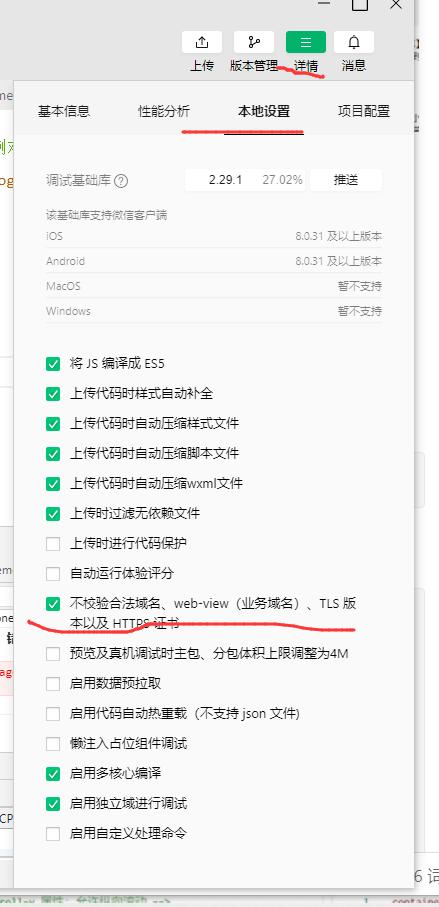 上传 版本管理 详情 消息
基本信息 性能分析 本地设置 项目配置
调试基础库 ? 2.29.1 27.02% 推送
该基础库支持微信客户端
iOS 8.0.31 及以上版本
Android 8.0.31 及以上版本
MacOS 暂不支持
Windows 暂不支持
将 JS 编译成 ES5
上传代码时样式自动补全
上传代码时自动压缩样式文件
上传代码时自动压缩脚本文件
上传代码时自动压缩wxml文件
上传时过滤无依赖文件
上传时进行代码保护
自动运行体验评分
不校验合法域名、web-view（业务域名）、TLS 版
本以及 HTTPS 证书
预览及真机调试时主包、分包体积上限调整为4M
启用数据预拉取
启用代码自动热重载（不支持 json 文件)
懒注入占位组件调试
启用多核心编译
启用独立域进行调试
启用自定义处理命令
6 词